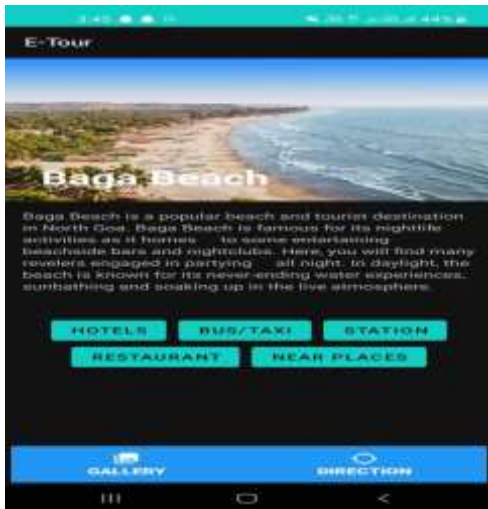 3:45
44%
E-Tour
Baga Beach
Baga Beach is a popular beach and tourist destination
in North Goa. Baga Beach is famous for its nightlife
activities as it homes to some entertaining
beachside bars and nightclubs. Here, you will find many
revelers engaged in partying all night. In daylight, the
beach is known for its never-ending water experiences,
sunbathing and soaking up in the live atmosphere.
HOTELS BUS/TAXI STATION
RESTAURANT NEAR PLACES
GALLERY DIRECTION